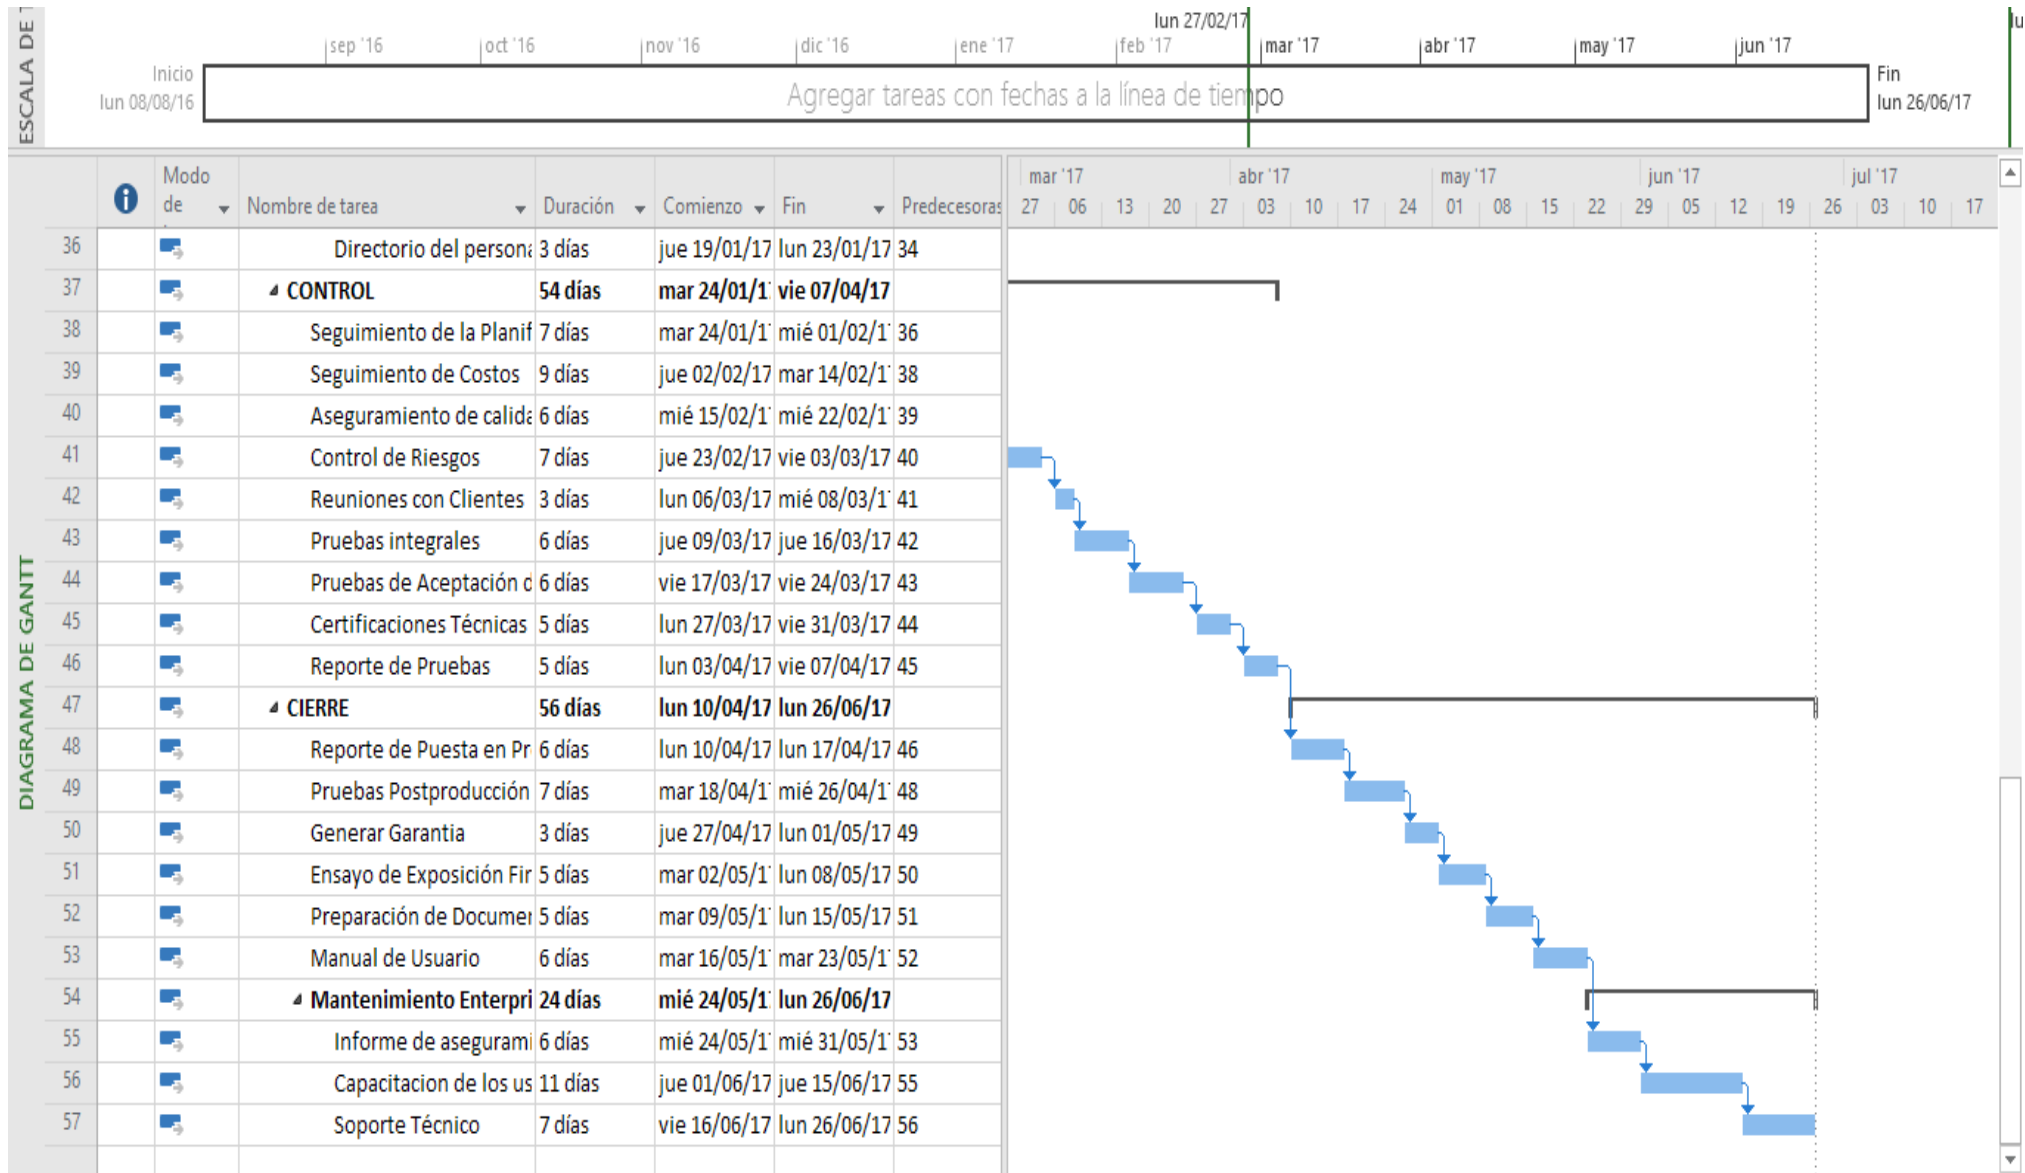 ESCALA DE T
lun 27/02/17
lu
sep '16 oct '16 nov '16 dic '16 ene '17 feb '17 mar '17 abr '17 may '17 jun '17
Inicio
lun 08/08/16
Agregar tareas con fechas a la línea de tiempo
Fin
lun 26/06/17
DIAGRAMA DE GANTT
Modo de Nombre de tarea Duración Comienzo Fin Predecesoras
mar '17 abr '17 may '17 jun '17 jul '17
27 06 13 20 27 03 10 17 24 01 08 15 22 29 05 12 19 26 03 10 17
36 Directorio del persona 3 días jue 19/01/17 lun 23/01/17 34
37 CONTROL 54 días mar 24/01/1 vie 07/04/17
38 Seguimiento de la Planif 7 días mar 24/01/1 mié 01/02/1 36
39 Seguimiento de Costos 9 días jue 02/02/17 mar 14/02/1 38
40 Aseguramiento de calida 6 días mié 15/02/1 mié 22/02/1 39
41 Control de Riesgos 7 días jue 23/02/17 vie 03/03/17 40
42 Reuniones con Clientes 3 días lun 06/03/17 mié 08/03/1 41
43 Pruebas integrales 6 días jue 09/03/17 jue 16/03/17 42
44 Pruebas de Aceptación d 6 días vie 17/03/17 vie 24/03/17 43
45 Certificaciones Técnicas 5 días lun 27/03/17 vie 31/03/17 44
46 Reporte de Pruebas 5 días lun 03/04/17 vie 07/04/17 45
47 CIERRE 56 días lun 10/04/17 lun 26/06/17
48 Reporte de Puesta en Pr 6 días lun 10/04/17 lun 17/04/17 46
49 Pruebas Postproducción 7 días mar 18/04/1 mié 26/04/1 48
50 Generar Garantia 3 días jue 27/04/17 lun 01/05/17 49
51 Ensayo de Exposición Fin 5 días mar 02/05/1 lun 08/05/17 50
52 Preparación de Documen 5 días mar 09/05/1 lun 15/05/17 51
53 Manual de Usuario 6 días mar 16/05/1 mar 23/05/1 52
54 Mantenimiento Enterpri 24 días mié 24/05/1 lun 26/06/17
55 Informe de asegurami 6 días mié 24/05/1 mié 31/05/1 53
56 Capacitacion de los us 11 días jue 01/06/17 jue 15/06/17 55
57 Soporte Técnico 7 días vie 16/06/17 lun 26/06/17 56